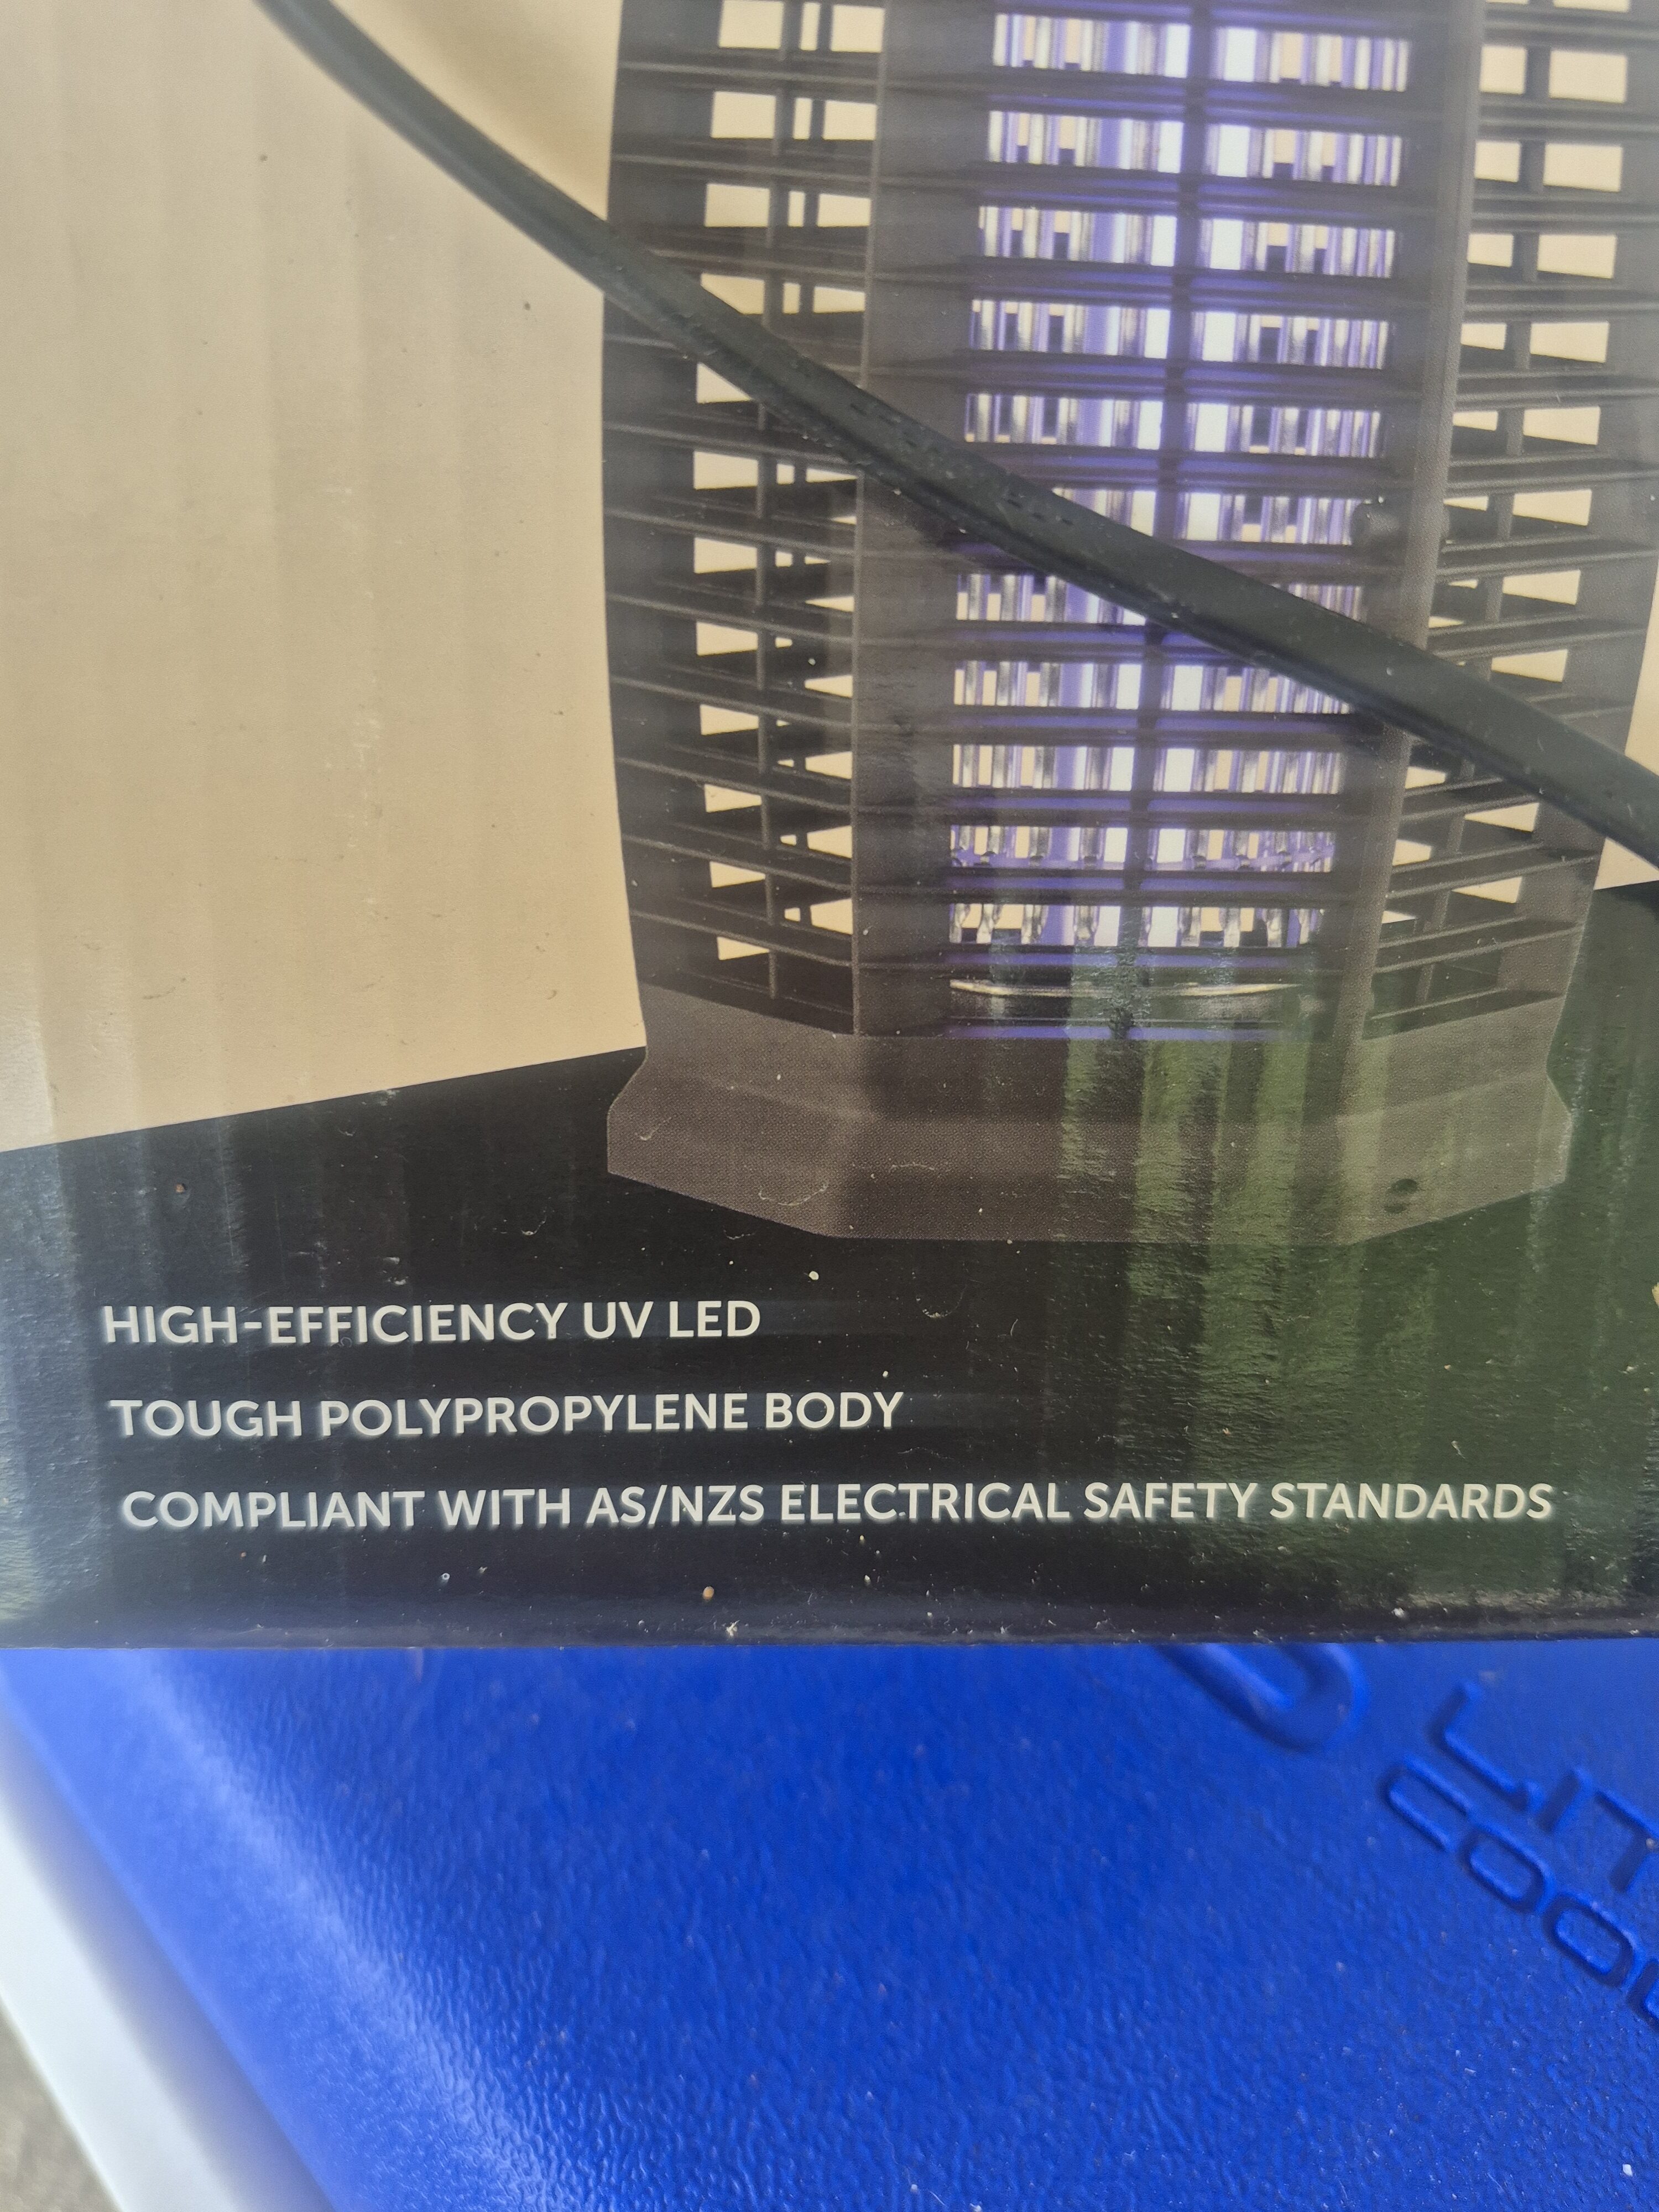 HIGH-EFFICIENCY UV LED
TOUGH POLYPROPYLENE BODY
COMPLIANT WITH AS/NZS ELECTRICAL SAFETY STANDARDS